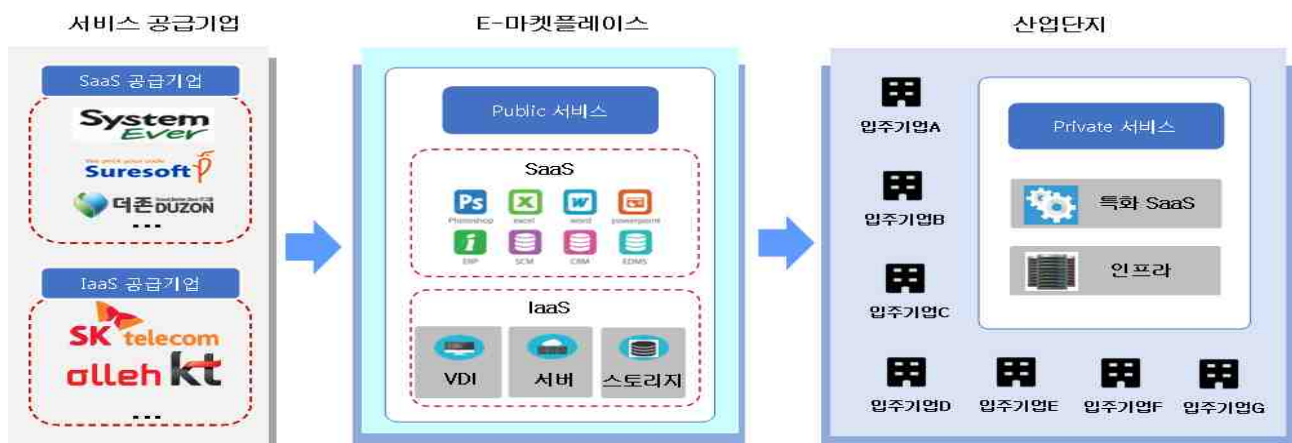 서비스 공급기업
SaaS 공급기업
System
Ever
Suresoft
더존 DUZON
...
IaaS 공급기업
SK telecom
olleh kt
...
E-마켓플레이스
Public 서비스
SaaS
Ps X W
Photoshop excel word powerpoint
i
ERP SCM CRM EDMS
IaaS
VDI 서버 스토리지
산업단지
입주기업A
입주기업B
입주기업C
Private 서비스
특화 SaaS
인프라
입주기업D 입주기업E 입주기업F 입주기업G